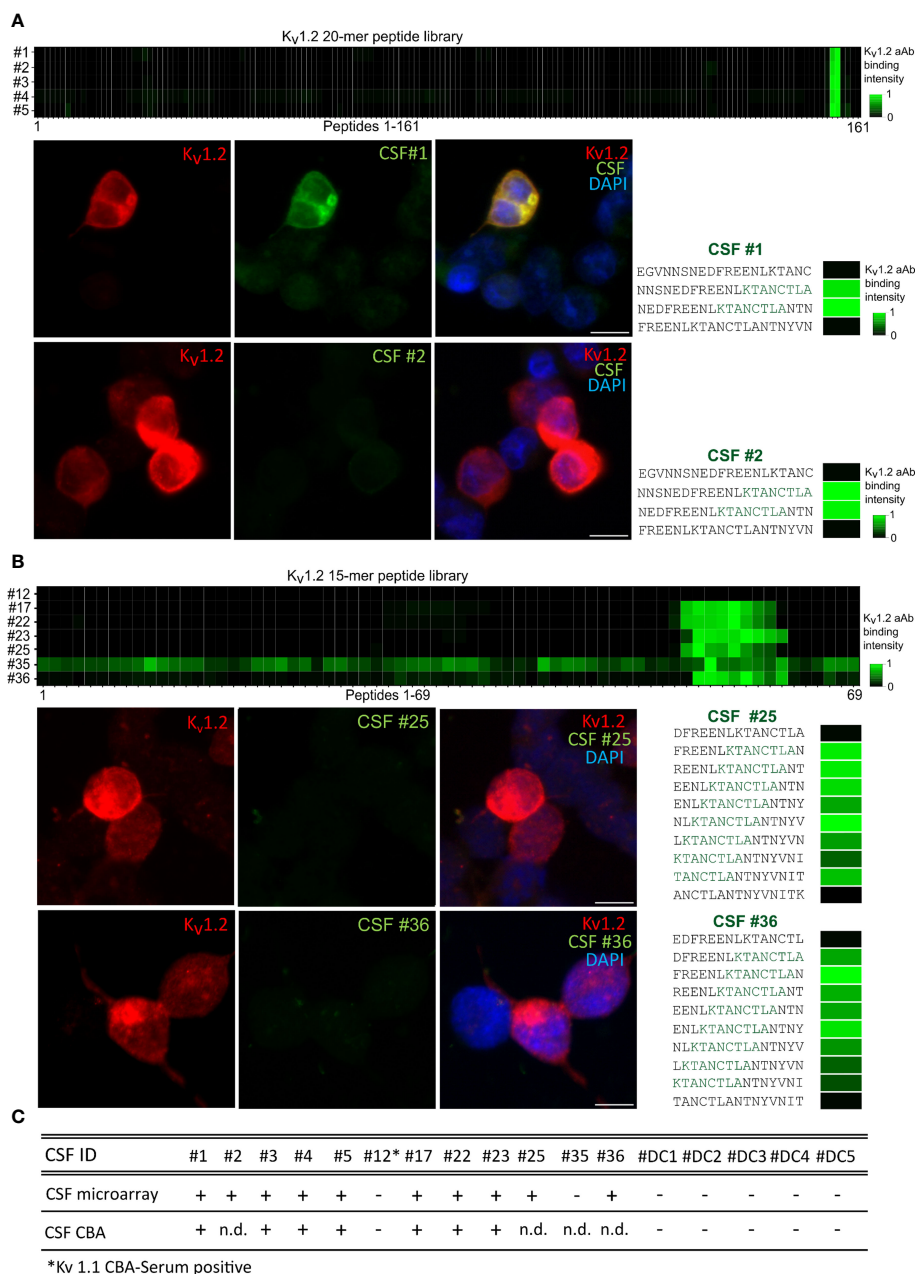 A
Kv1.2 20-mer peptide library
#1
#2
#3
#4
#5
Kv1.2 aAb
binding
intensity
1
0
1
Peptides 1-161
161
Kv1.2
CSF#1
Kv1.2
CSF
DAPI
CSF #1
EGVNNSNEDFREENLKTANC
NNSNEDFREENLKTANCTLA
NEDFREENLKTANCTLANTN
FREENLKTANCTLANTNYVN
Kv1.2 aAb
binding
intensity
1
0
Kv1.2
CSF #2
Kv1.2
CSF
DAPI
CSF #2
EGVNNSNEDFREENLKTANC
NNSNEDFREENLKTANCTLA
NEDFREENLKTANCTLANTN
FREENLKTANCTLANTNYVN
Kv1.2 aAb
binding
intensity
1
0
B
Kv1.2 15-mer peptide library
#12
#17
#22
#23
#25
#35
#36
Kv1.2 aAb
binding
intensity
1
0
1
Peptides 1-69
69
Kv1.2
CSF #25
Kv1.2
CSF #25
DAPI
CSF #25
DFREENLKTANCTLA
FREENLKTANCTLAN
REENLKTANCTLANT
EENLKTANCTLANTN
ENLKTANCTLANTNY
NLKTANCTLANTNYV
LKTANCTLANTNYVN
KTANCTLANTNYVNI
TANCTLANTNYVNIT
ANCTLANTNYVNITK
Kv1.2
CSF #36
Kv1.2
CSF #36
DAPI
CSF #36
EDFREENLKTANCTL
DFREENLKTANCTLA
FREENLKTANCTLAN
REENLKTANCTLANT
EENLKTANCTLANTN
ENLKTANCTLANTNY
NLKTANCTLANTNYV
LKTANCTLANTNYVN
KTANCTLANTNYVNI
TANCTLANTNYVNIT
C
CSF ID #1 #2 #3 #4 #5 #12* #17 #22 #23 #25 #35 #36 #DC1 #DC2 #DC3 #DC4 #DC5
CSF microarray + + + + + - + + + + - + - - - - -
CSF CBA + n.d. + + + - + + + n.d. n.d. n.d. - - - - -
*Kv 1.1 CBA-Serum positive